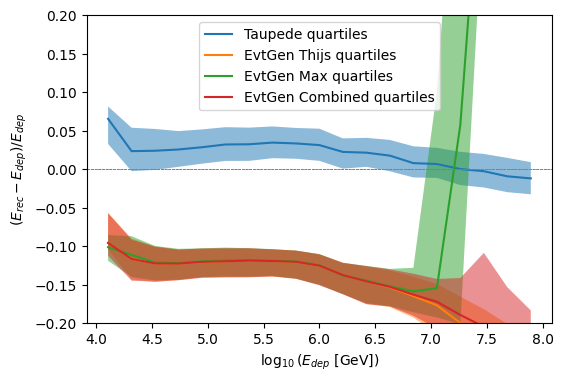 Taupede quartiles
EvtGen Thijs quartiles
EvtGen Max quartiles
EvtGen Combined quartiles
0.20
0.15
0.10
0.05
0.00
−0.05
−0.10
−0.15
−0.20
(E_rec − E_dep)/E_dep
4.0 4.5 5.0 5.5 6.0 6.5 7.0 7.5 8.0
log₁₀(E_dep [GeV])